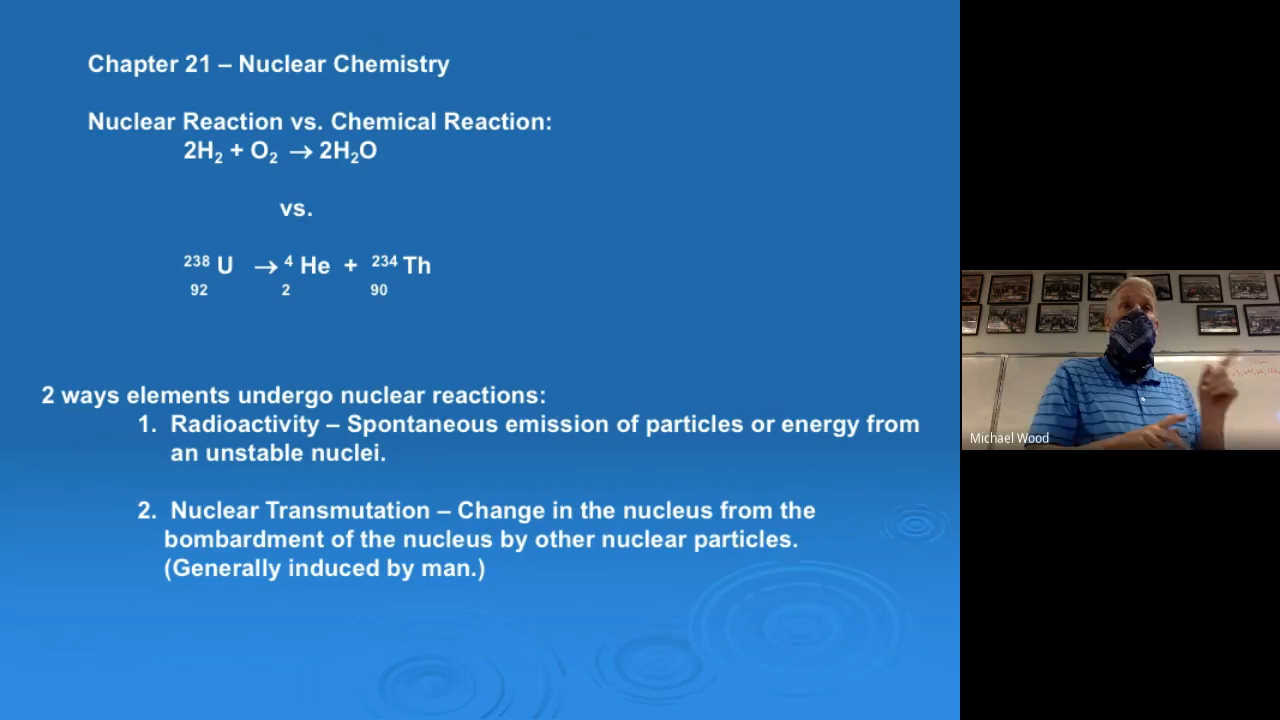 Chapter 21 – Nuclear Chemistry
Nuclear Reaction vs. Chemical Reaction:
2H₂ + O₂ → 2H₂O
vs.
²³⁸ U → ⁴ He + ²³⁴ Th
92 2 90
2 ways elements undergo nuclear reactions:
1. Radioactivity – Spontaneous emission of particles or energy from
an unstable nuclei.
2. Nuclear Transmutation – Change in the nucleus from the
bombardment of the nucleus by other nuclear particles.
(Generally induced by man.)
Michael Wood